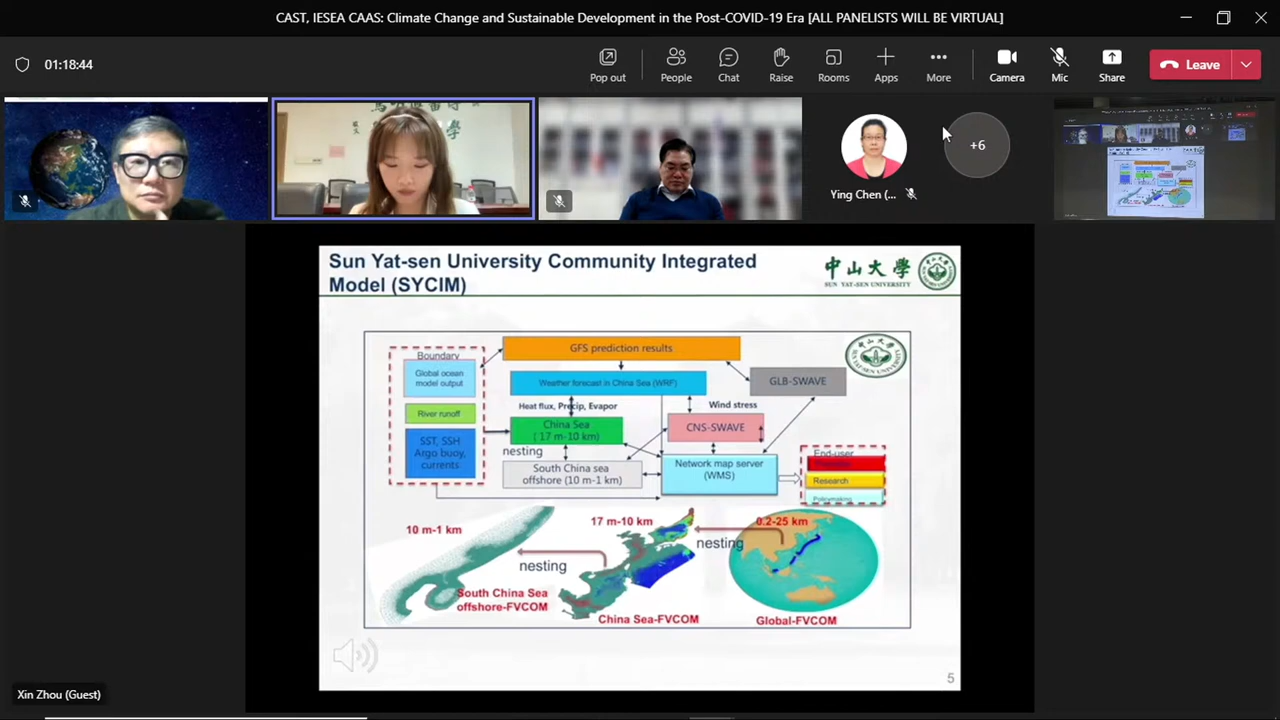 CAST, IESEA CAAS: Climate Change and Sustainable Development in the Post-COVID-19 Era [ALL PANELISTS WILL BE VIRTUAL]
01:18:44
Pop out
People
Chat
Raise
Rooms
Apps
More
Camera
Mic
Share
Leave
Ying Chen (...
+6
Sun Yat-sen University Community Integrated
Model (SYCIM)
中山大學
SUN YAT-SEN UNIVERSITY
Boundary
Global ocean
model output
River runoff
SST, SSH
Argo buoy,
currents
GFS prediction results
Weather forecast in China Sea (WRF)
GLB-SWAVE
Heat flux, Precip, Evapor
Wind stress
China Sea
( 17 m-10 km)
CNS-SWAVE
nesting
South China sea
offshore (10 m-1 km)
Network map server
(WMS)
End-user
Research
Policymaking
10 m-1 km
17 m-10 km
0.2-25 km
nesting
nesting
South China Sea
offshore-FVCOM
China Sea-FVCOM
Global-FVCOM
5
Xin Zhou (Guest)